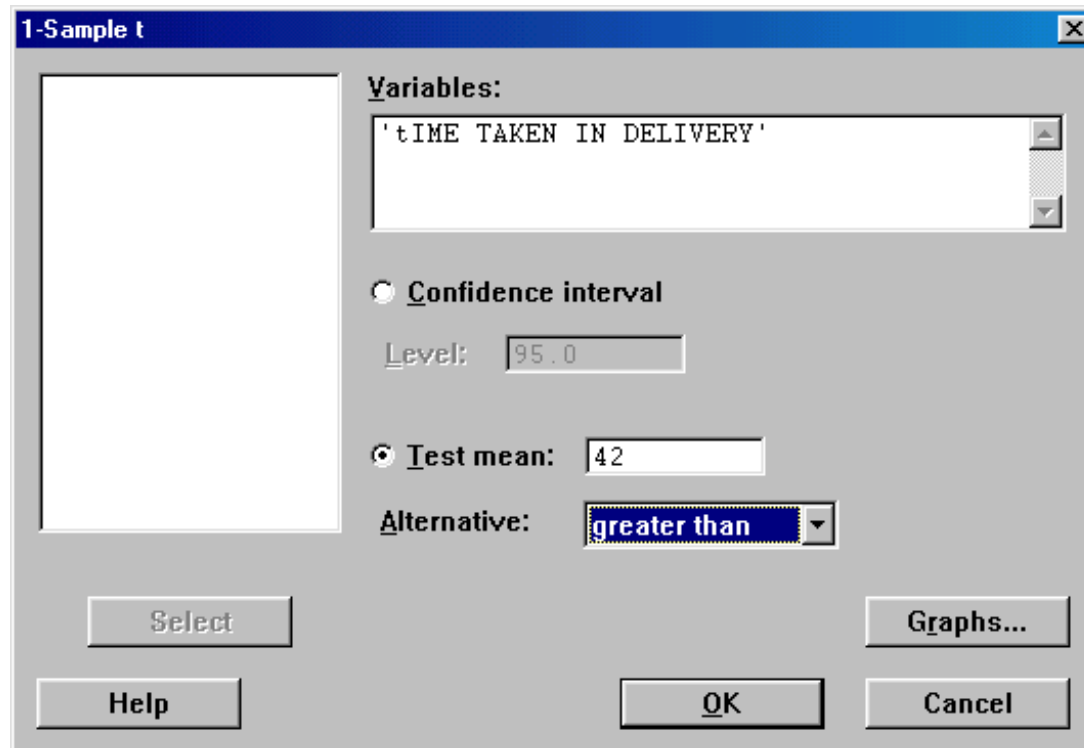 1-Sample t
Variables:
'tIME TAKEN IN DELIVERY'
Confidence interval
Level: 95.0
Test mean: 42
Alternative: greater than
Select
Graphs...
Help OK Cancel